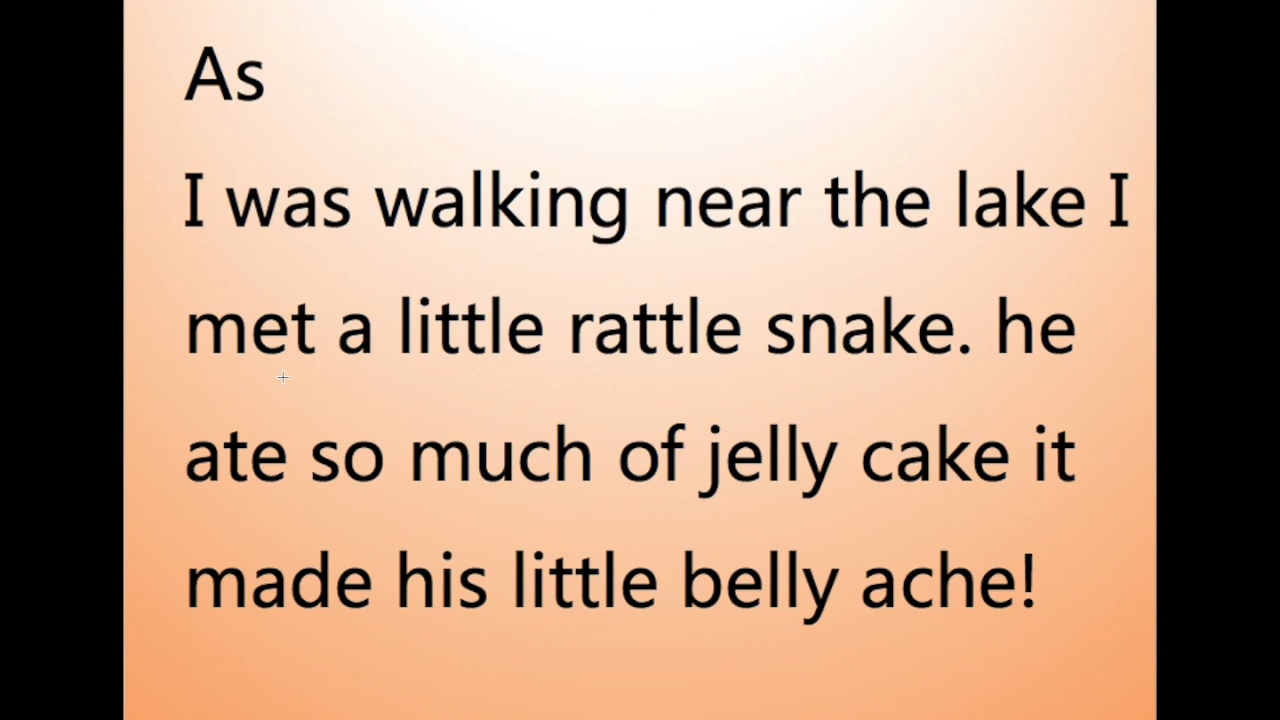 As
I was walking near the lake I
met a little rattle snake. he
ate so much of jelly cake it
made his little belly ache!